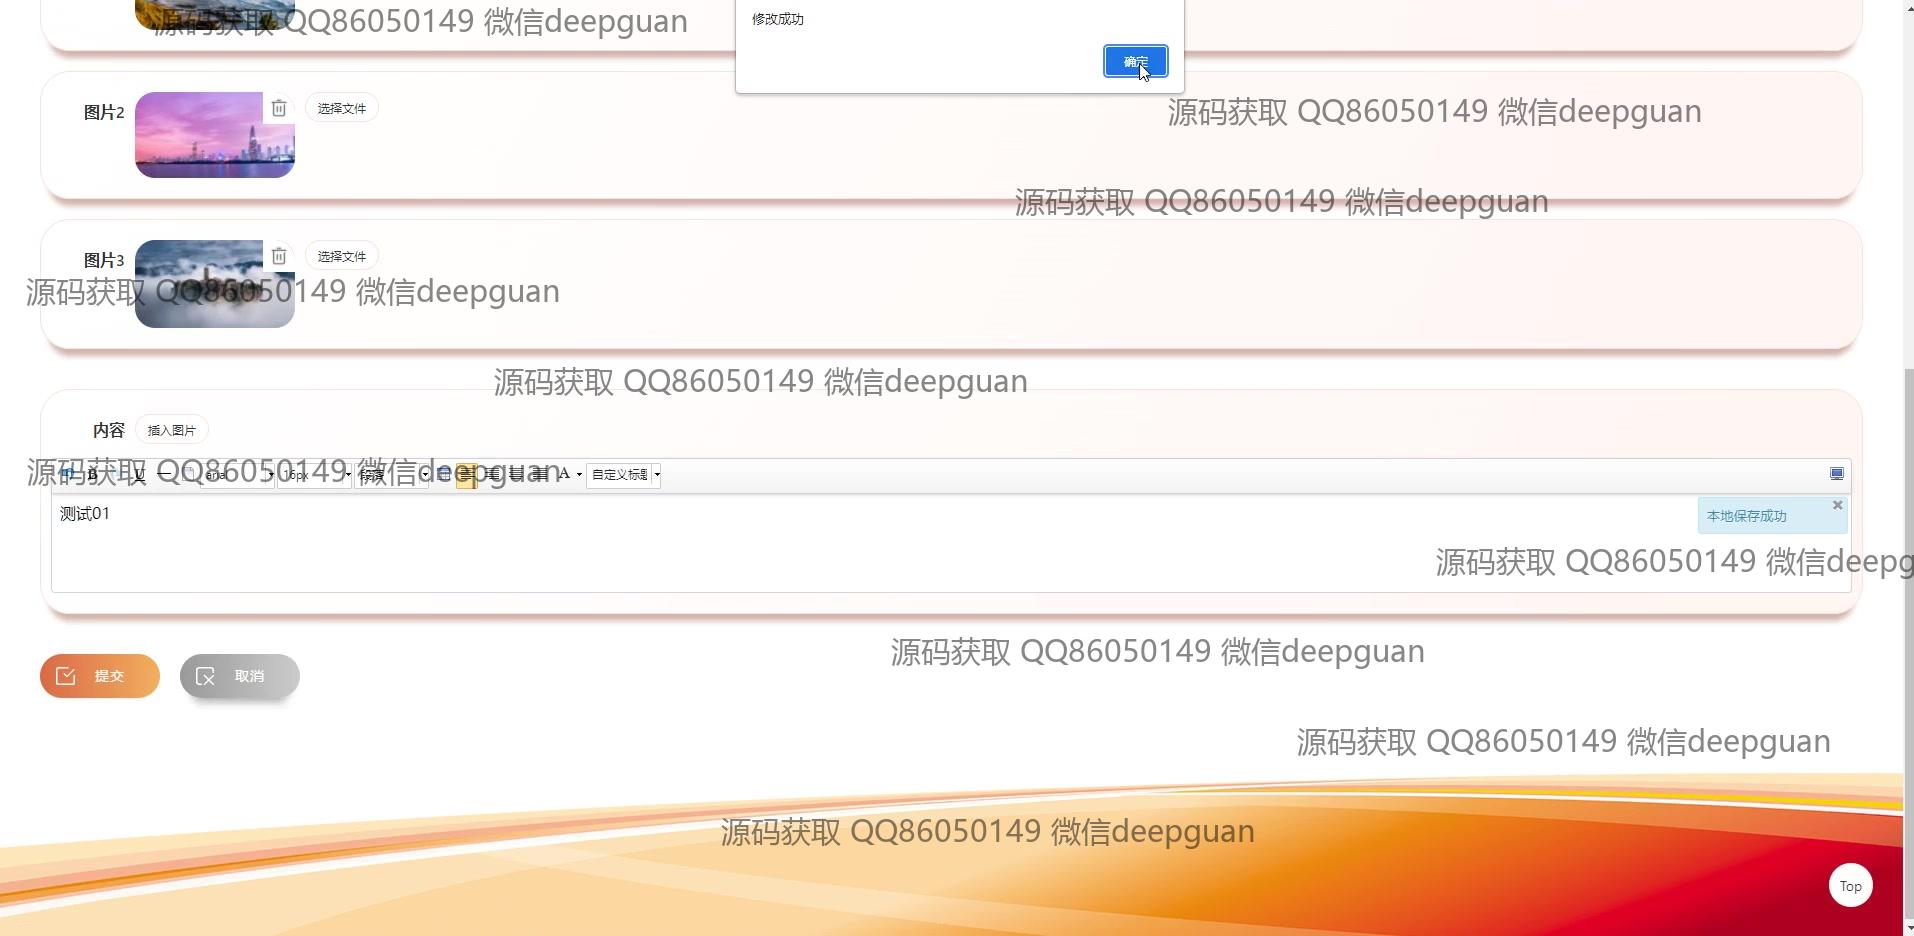 源码获取 QQ86050149 微信deepguan
修改成功
确定
图片2
选择文件
源码获取 QQ86050149 微信deepguan
源码获取 QQ86050149 微信deepguan
图片3
选择文件
源码获取 QQ86050149 微信deepguan
源码获取 QQ86050149 微信deepguan
内容 插入图片
源码获取 QQ86050149 微信deepguan
B U arial 16px 段落 A 自定义标题
测试01
本地保存成功
源码获取 QQ86050149 微信deepg
源码获取 QQ86050149 微信deepguan
提交 取消
源码获取 QQ86050149 微信deepguan
源码获取 QQ86050149 微信deepguan
Top